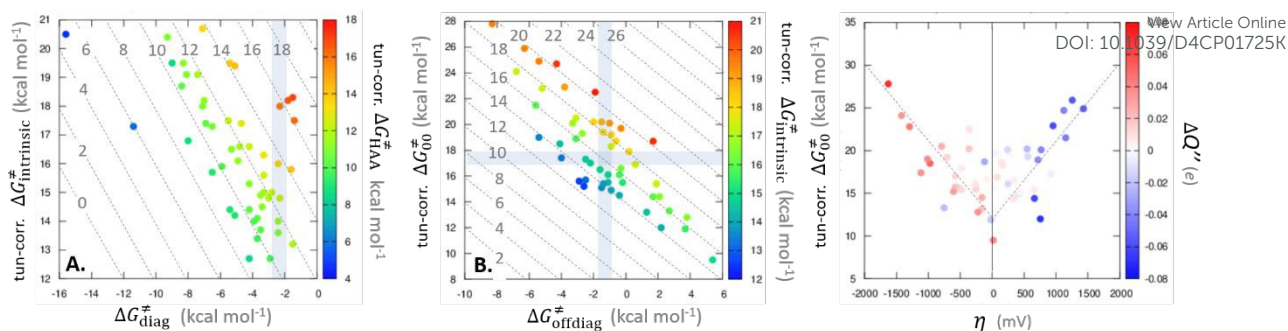 View Article Online
DOI: 10.1039/D4CP01725K
21 20 19 18 17 16 15 14 13 12
tun-corr. ΔG≠intrinsic (kcal mol-1)
6 8 10 12 14 16 18
4
2
0
A.
-16 -14 -12 -10 -8 -6 -4 -2 0
ΔG≠diag (kcal mol-1)
18 16 14 12 10 8 6 4
tun-corr. ΔG≠HAA (kcal mol-1)
28 26 24 22 20 18 16 14 12 10 8
tun-corr. ΔG≠00 (kcal mol-1)
20 22 24 26
18
16
14
12
10
8
6
4
2
B.
-10 -8 -6 -4 -2 0 2 4 6
ΔG≠offdiag (kcal mol-1)
21 20 19 18 17 16 15 14 13 12
tun-corr. ΔG≠intrinsic (kcal mol-1)
35 30 25 20 15 10 5
tun-corr. ΔG≠00 (kcal mol-1)
-2000 -1500 -1000 -500 0 500 1000 1500 2000
η (mV)
0.08 0.06 0.04 0.02 0 -0.02 -0.04 -0.06 -0.08
ΔQ″ (e)